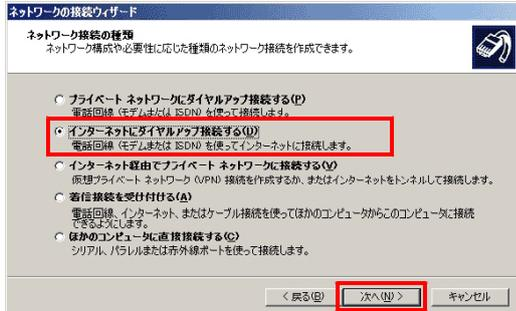 ネットワークの接続ウィザード
ネットワーク接続の種類
ネットワーク構成や必要性に応じた種類のネットワーク接続を作成できます。
プライベート ネットワークにダイヤルアップ接続する(P)
電話回線 (モデムまたは ISDN) を使って接続します。
インターネットにダイヤルアップ接続する(D)
電話回線 (モデムまたは ISDN) を使ってインターネットに接続します。
インターネット経由でプライベート ネットワークに接続する(V)
仮想プライベート ネットワーク (VPN) 接続を作成するか、またはインターネットをトンネルして接続します。
着信接続を受け付ける(A)
電話回線、インターネット、またはケーブル接続を使ってほかのコンピュータからこのコンピュータに接続
できるようにします。
ほかのコンピュータに直接接続する(C)
シリアル、パラレルまたは赤外線ポートを使って接続します。
< 戻る(B)
次へ(N) >
キャンセル